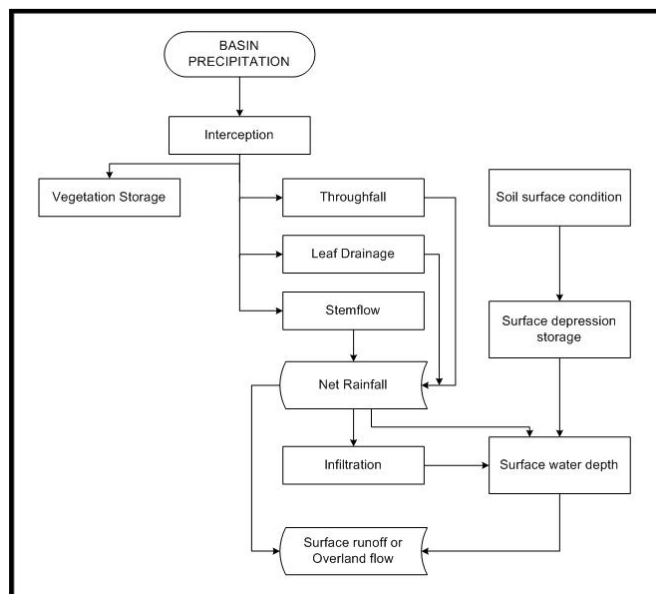 BASIN
PRECIPITATION
Interception
Vegetation Storage
Throughfall
Soil surface condition
Leaf Drainage
Stemflow
Surface depression
storage
Net Rainfall
Infiltration
Surface water depth
Surface runoff or
Overland flow